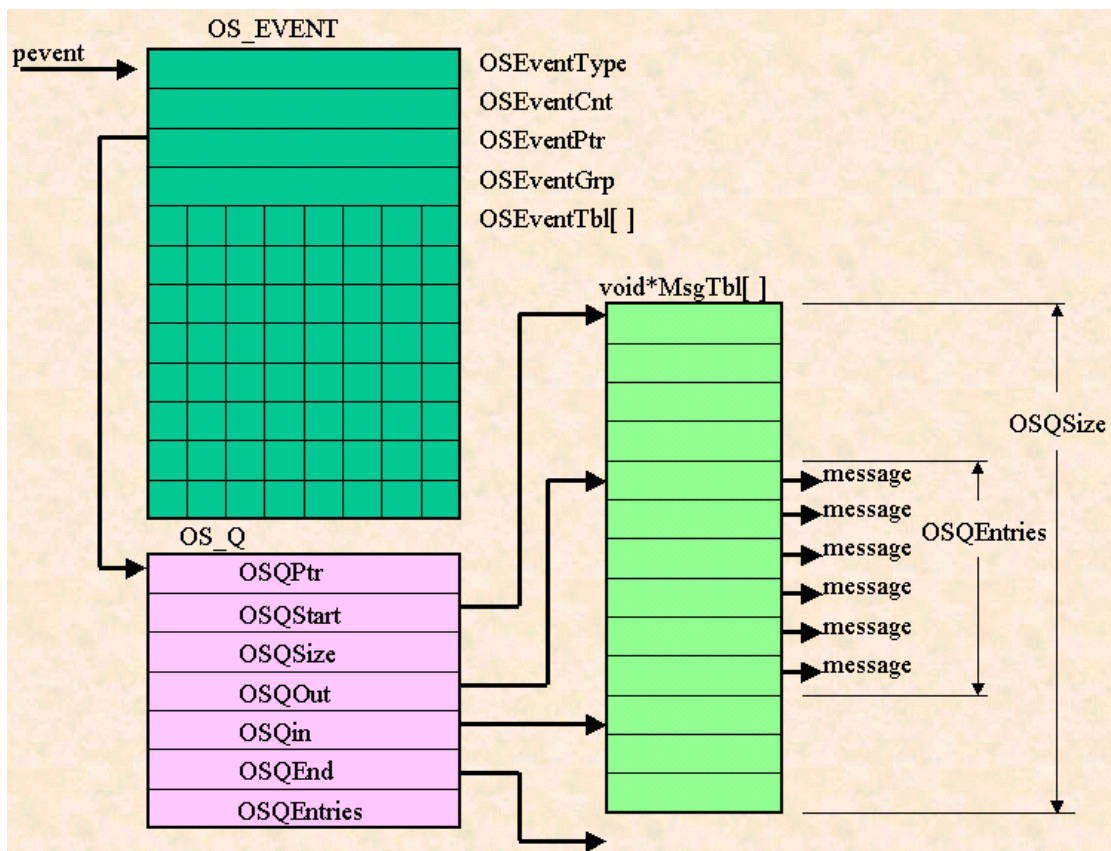 OS_EVENT
pevent
OSEventType
OSEventCnt
OSEventPtr
OSEventGrp
OSEventTbl[ ]
void*MsgTbl[ ]
OSQSize
message
message
OSQEntries
message
message
message
message
OS_Q
OSQPtr
OSQStart
OSQSize
OSQOut
OSQin
OSQEnd
OSQEntries